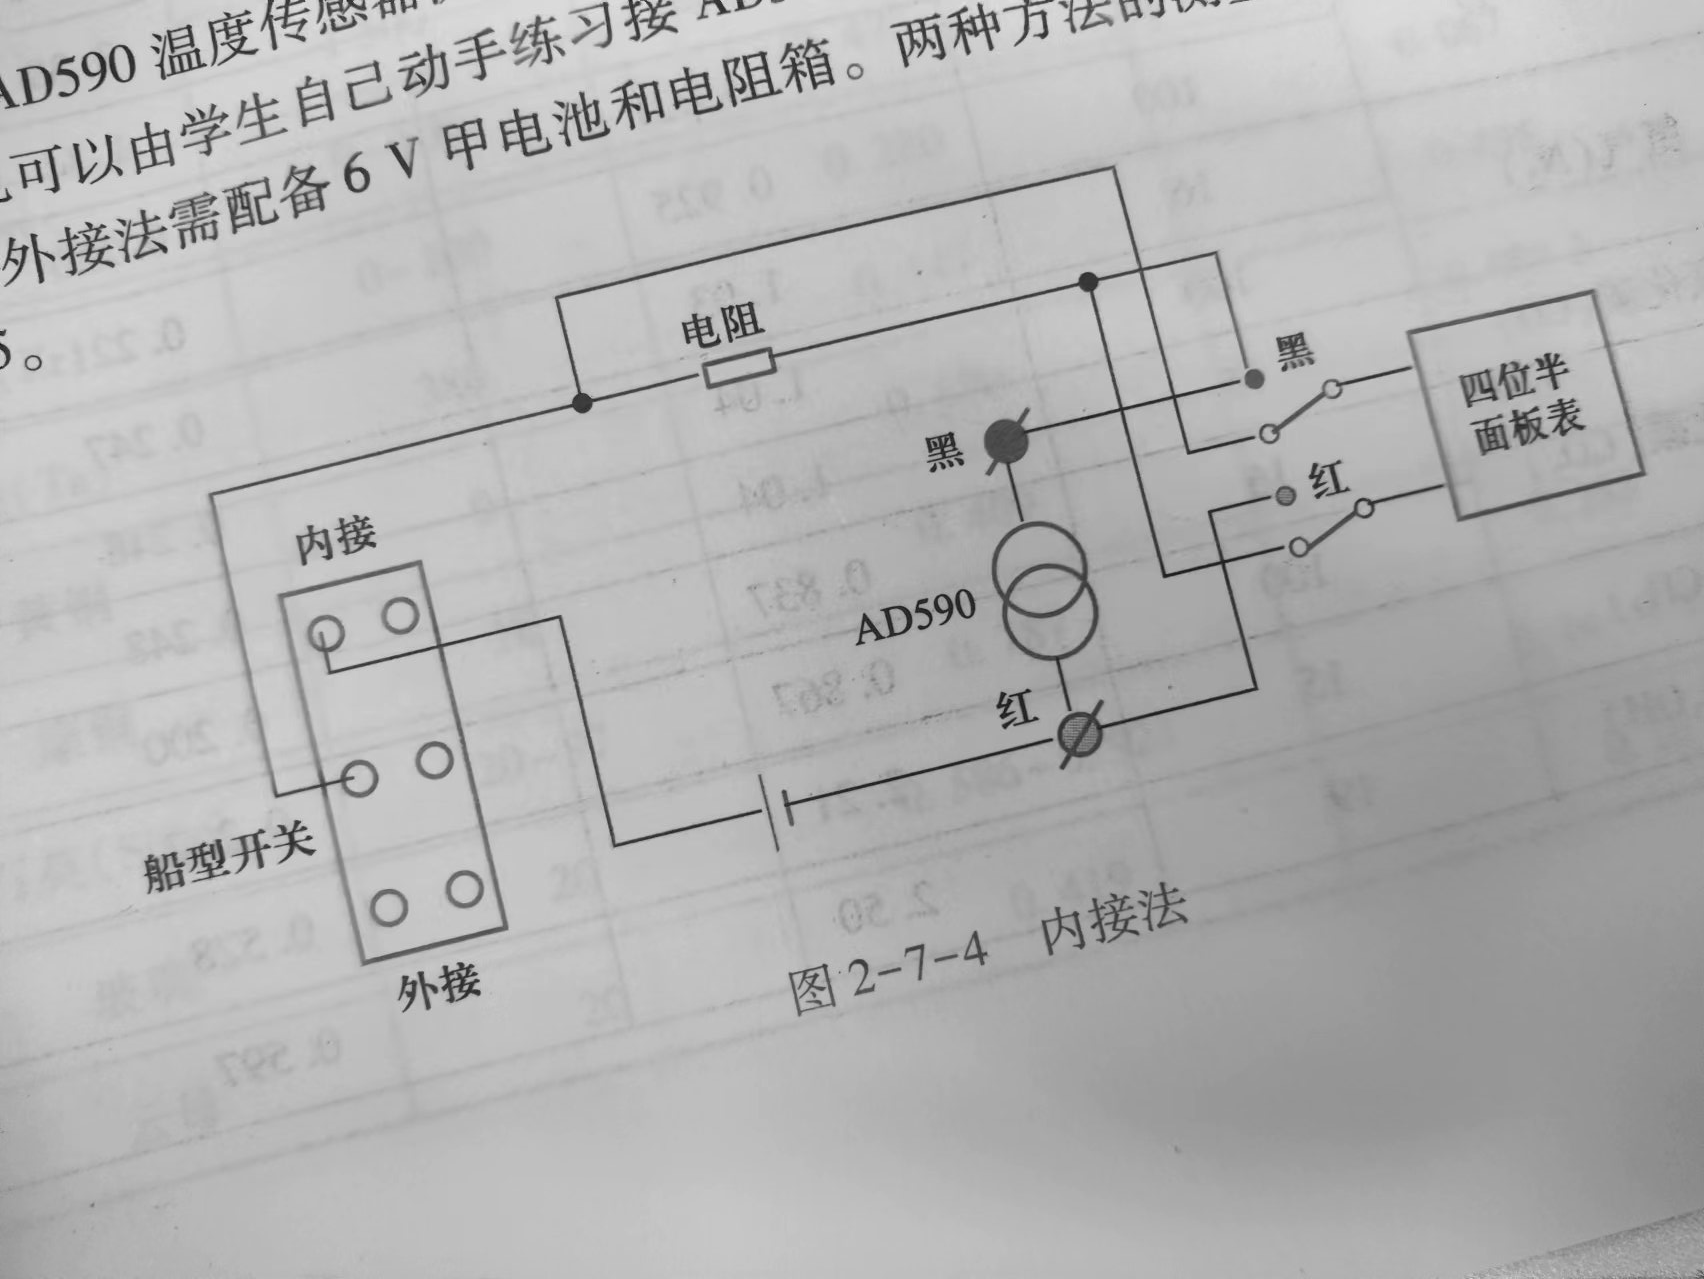 AD590 温度传感器
可以由学生自己动手练习接 AD5
外接法需配备 6 V 甲电池和电阻箱。两种方法的测
5。
电阻
黑
黑
四位半
面板表
红
内接
AD590
红
船型开关
外接
图 2-7-4 内接法